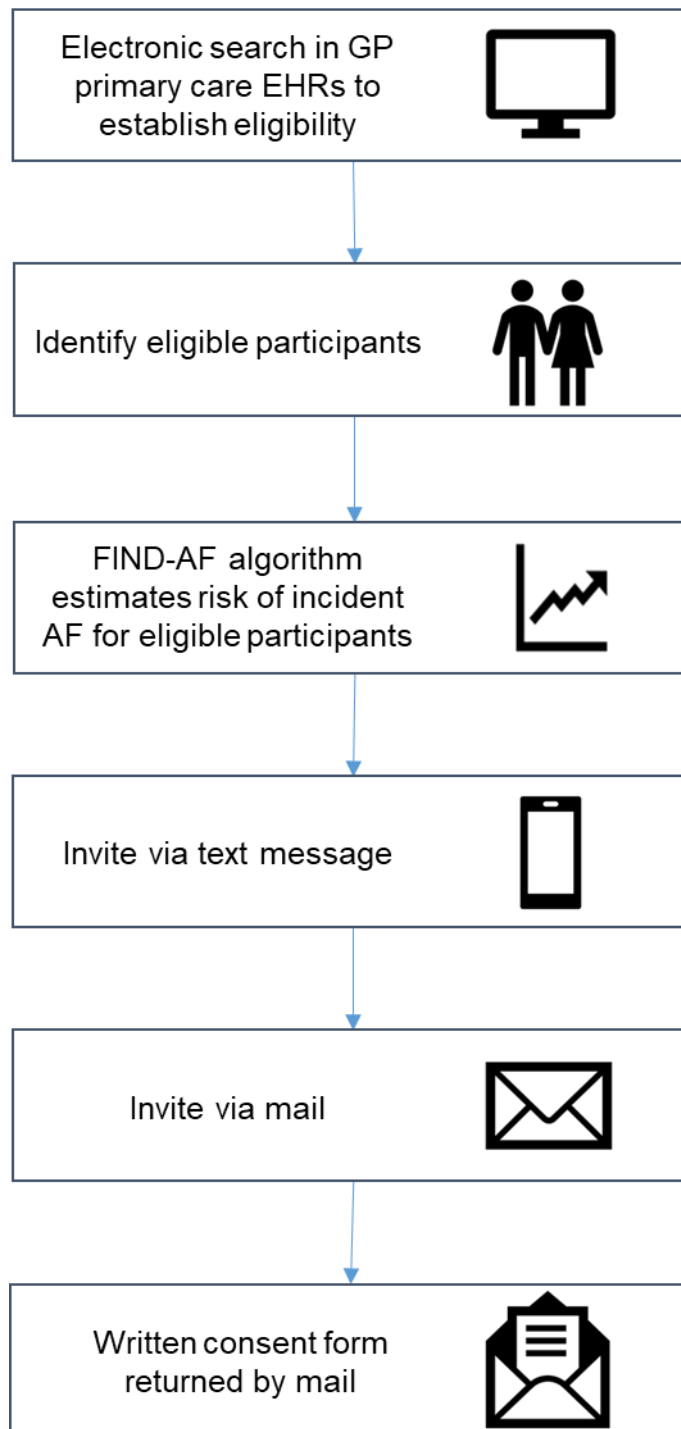 Electronic search in GP
primary care EHRs to
establish eligibility
Identify eligible participants
FIND-AF algorithm
estimates risk of incident
AF for eligible participants
Invite via text message
Invite via mail
Written consent form
returned by mail